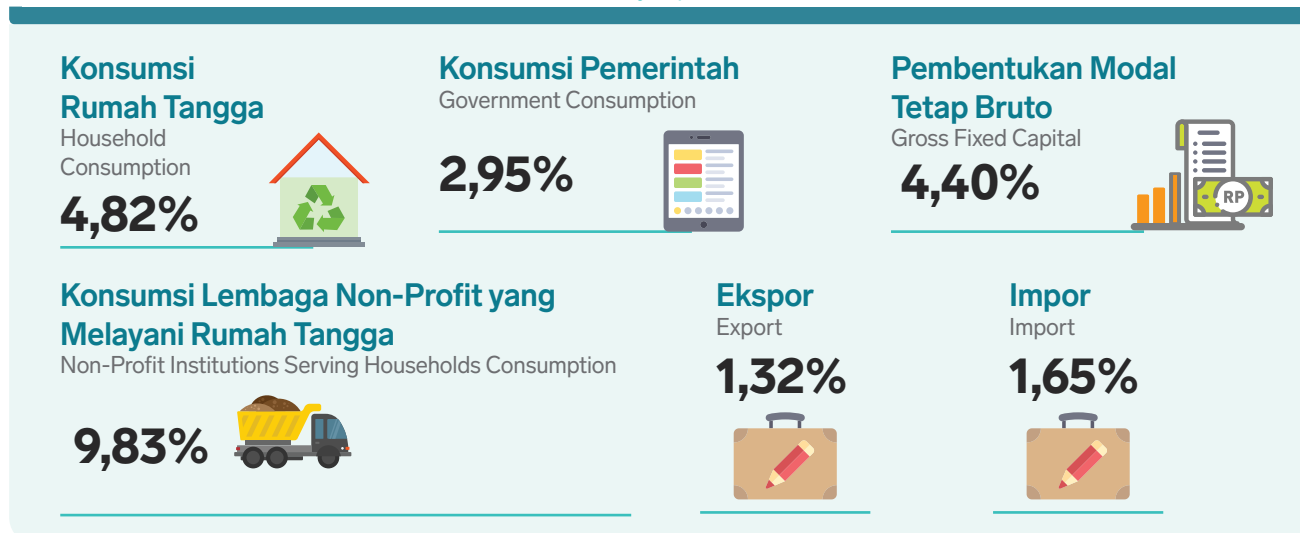 Konsumsi
Rumah Tangga
Household
Consumption
4,82%
Konsumsi Pemerintah
Government Consumption
2,95%
Pembentukan Modal
Tetap Bruto
Gross Fixed Capital
4,40%
RP
Konsumsi Lembaga Non-Profit yang
Melayani Rumah Tangga
Non-Profit Institutions Serving Households Consumption
9,83%
Ekspor
Export
1,32%
Impor
Import
1,65%